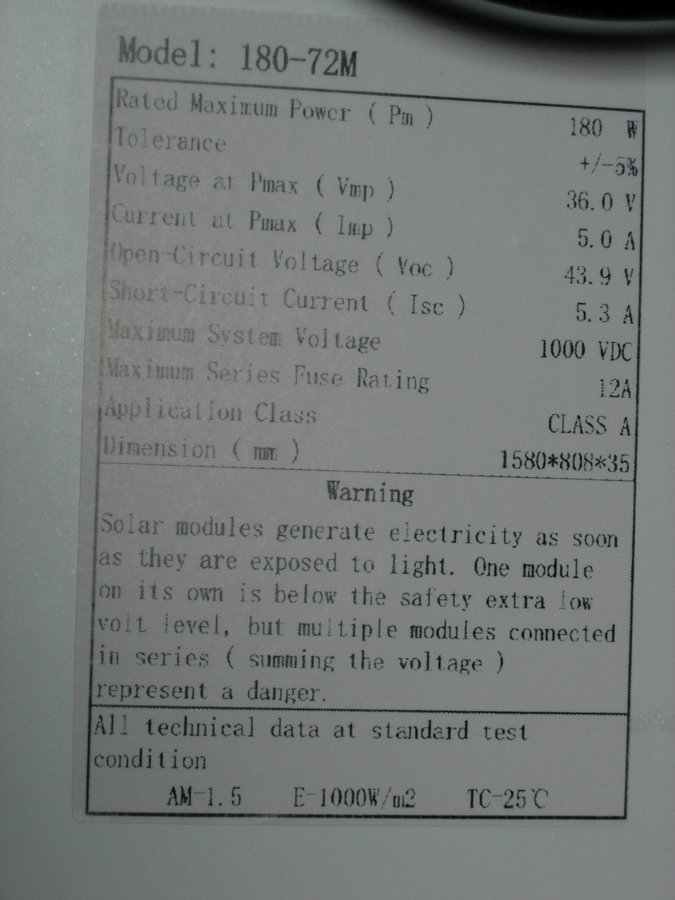 Model: 180-72M
Rated Maximum Power ( Pm ) 180 W
Tolerance +/-5%
Voltage at Pmax ( Vmp ) 36.0 V
Current at Pmax ( Imp ) 5.0 A
Open-Circuit Voltage ( Voc ) 43.9 V
Short-Circuit Current ( Isc ) 5.3 A
Maximum System Voltage 1000 VDC
Maximum Series Fuse Rating 12A
Application Class CLASS A
Dimension ( mm ) 1580*808*35
Warning
Solar modules generate electricity as soon
as they are exposed to light. One module
on its own is below the safety extra low
volt level, but multiple modules connected
in series ( summing the voltage )
represent a danger.
All technical data at standard test
condition
AM-1.5 E-1000W/m2 TC-25℃